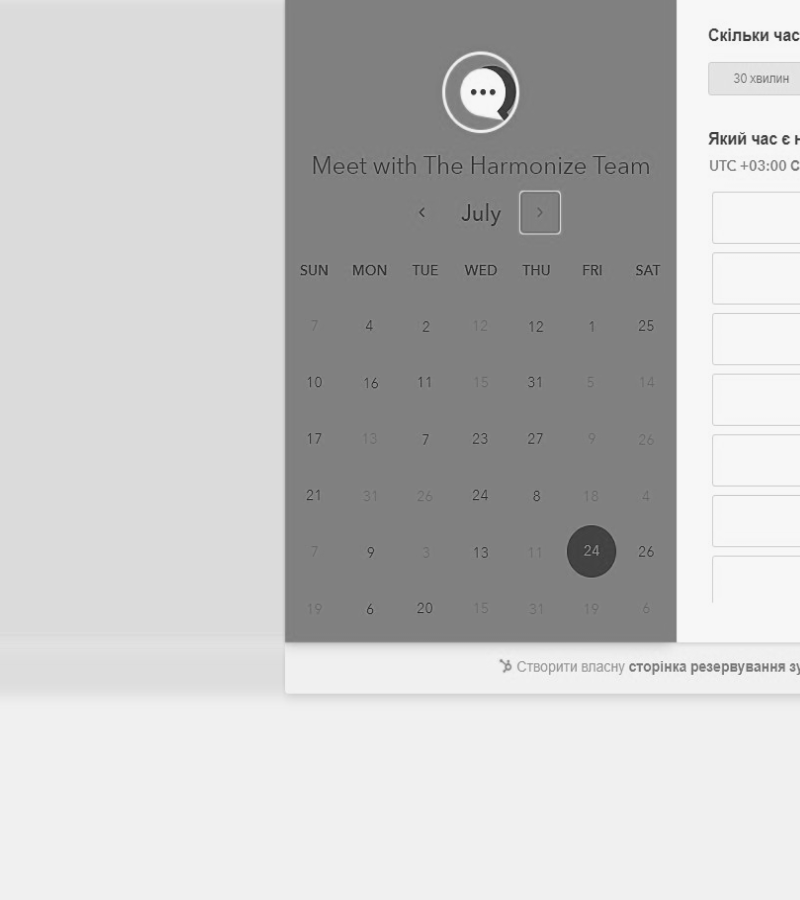 Meet with The Harmonize Team
July
SUN MON TUE WED THU FRI SAT
7 4 2 12 12 1 25
10 16 11 15 31 5 14
17 13 7 23 27 9 26
21 31 26 24 8 18 4
7 9 3 13 11 24 26
19 6 20 15 31 19 6
Скільки час
30 хвилин
Який час є н
UTC +03:00 С
Створити власну сторінка резервування зу